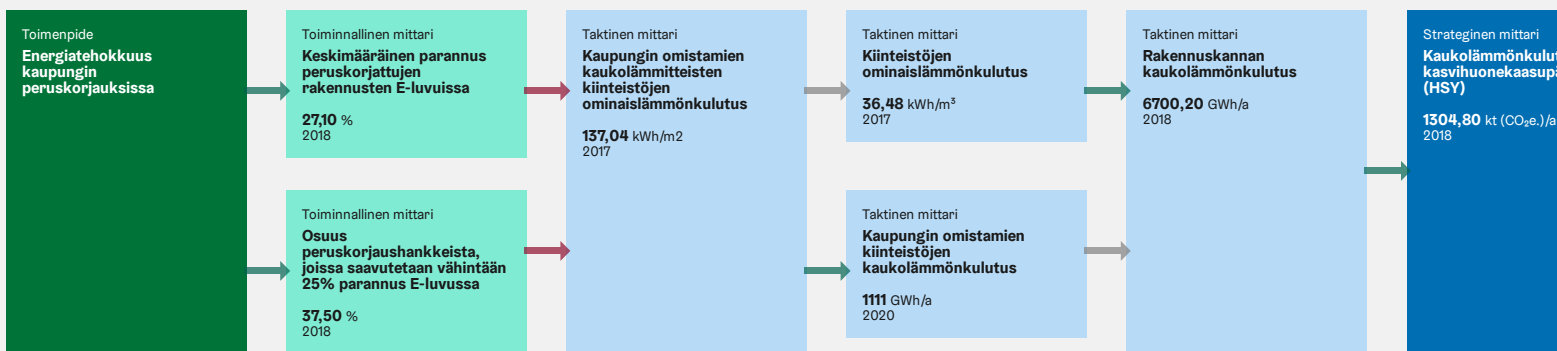 Toimenpide
Energiatehokkuus
kaupungin
peruskorjauksissa
Toiminnallinen mittari
Keskimääräinen parannus
peruskorjattujen
rakennusten E-luvuissa
27,10 %
2018
Toiminnallinen mittari
Osuus
peruskorjaushankkeista,
joissa saavutetaan vähintään
25% parannus E-luvussa
37,50 %
2018
Taktinen mittari
Kaupungin omistamien
kaukolämmitteisten
kiinteistöjen
ominaislämmönkulutus
137,04 kWh/m2
2017
Taktinen mittari
Kiinteistöjen
ominaislämmönkulutus
36,48 kWh/m³
2017
Taktinen mittari
Kaupungin omistamien
kiinteistöjen
kaukolämmönkulutus
1111 GWh/a
2020
Taktinen mittari
Rakennuskannan
kaukolämmönkulutus
6700,20 GWh/a
2018
Strateginen mittari
(HSY)
1304,80 kt (CO₂e.)/a
2018